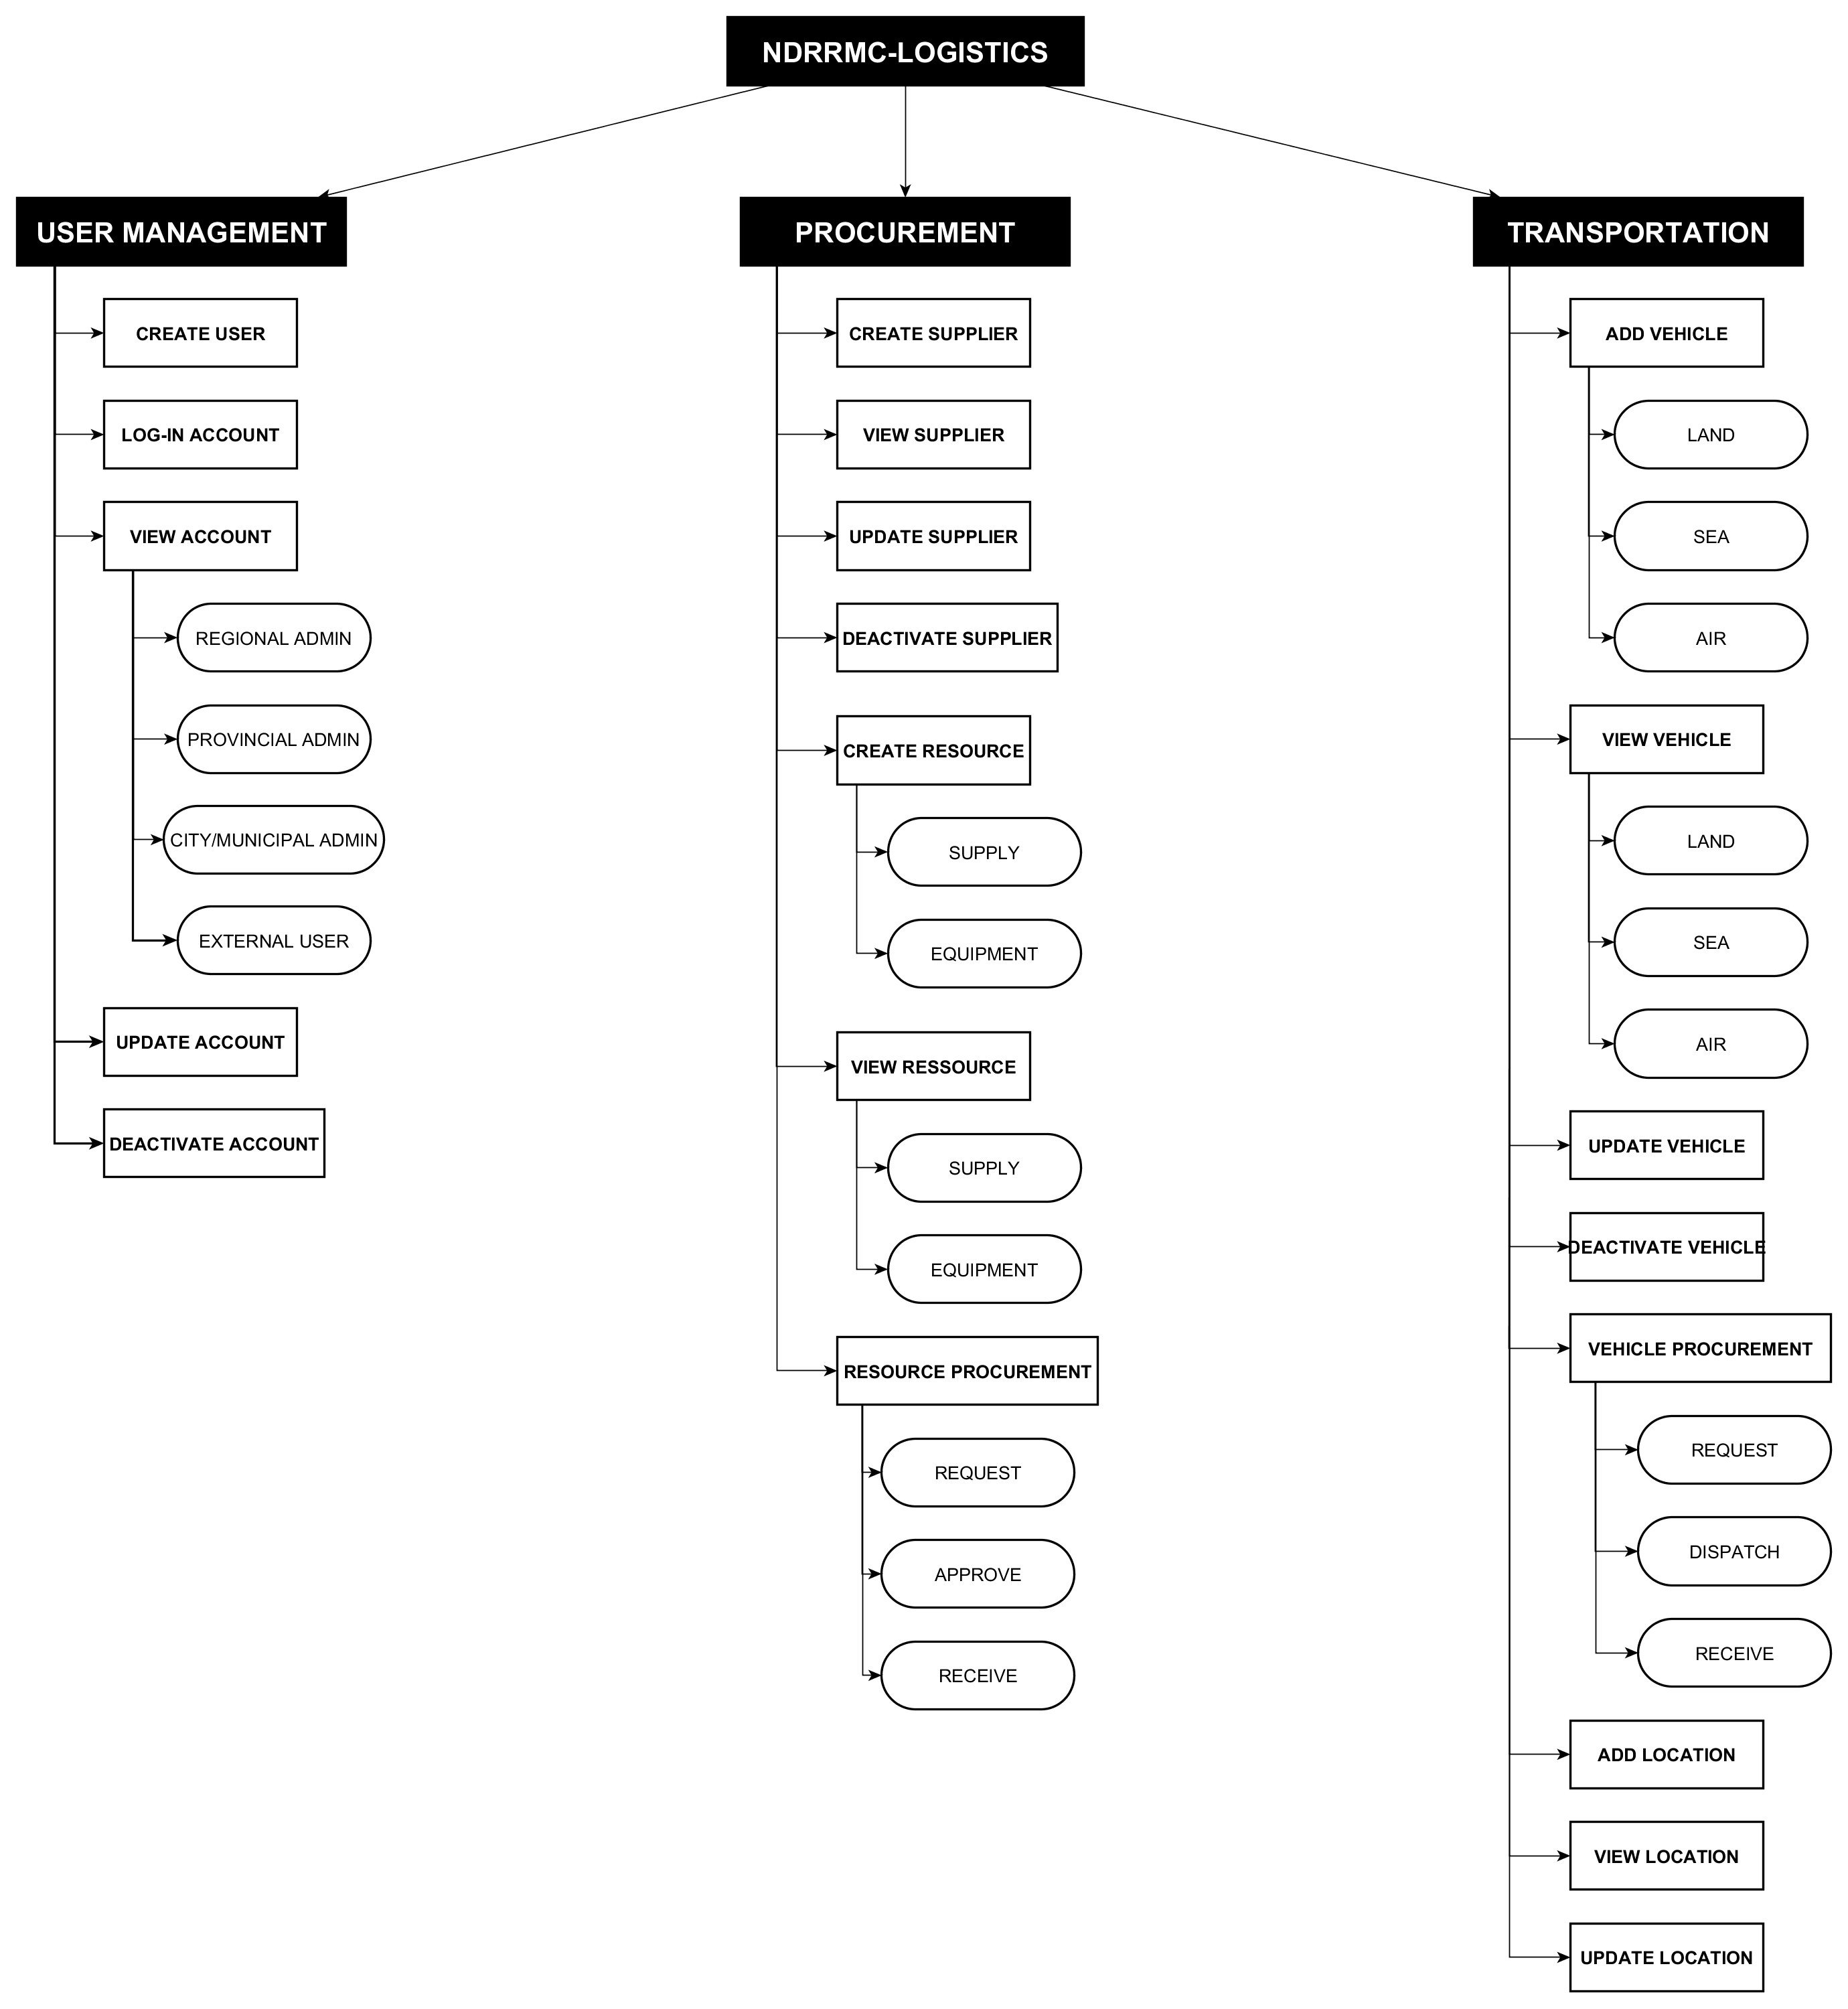 NDRRMC-LOGISTICS
USER MANAGEMENT
CREATE USER
LOG-IN ACCOUNT
VIEW ACCOUNT
REGIONAL ADMIN
PROVINCIAL ADMIN
CITY/MUNICIPAL ADMIN
EXTERNAL USER
UPDATE ACCOUNT
DEACTIVATE ACCOUNT
PROCUREMENT
CREATE SUPPLIER
VIEW SUPPLIER
UPDATE SUPPLIER
DEACTIVATE SUPPLIER
CREATE RESOURCE
SUPPLY
EQUIPMENT
VIEW RESSOURCE
SUPPLY
EQUIPMENT
RESOURCE PROCUREMENT
REQUEST
APPROVE
RECEIVE
TRANSPORTATION
ADD VEHICLE
LAND
SEA
AIR
VIEW VEHICLE
LAND
SEA
AIR
UPDATE VEHICLE
DEACTIVATE VEHICLE
VEHICLE PROCUREMENT
REQUEST
DISPATCH
RECEIVE
ADD LOCATION
VIEW LOCATION
UPDATE LOCATION